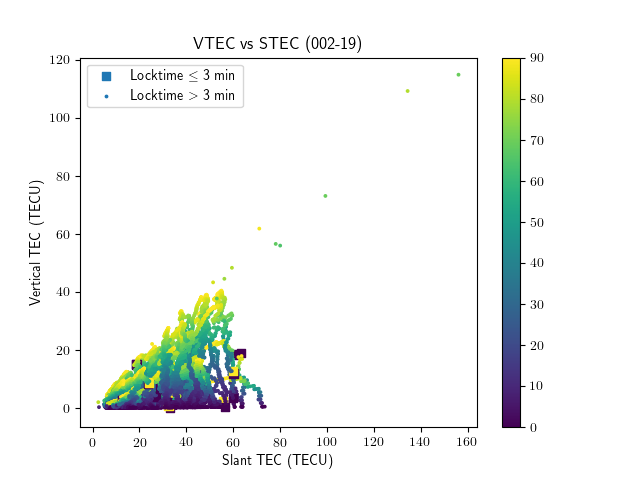 VTEC vs STEC (002-19)
Locktime ≤ 3 min
Locktime > 3 min
Vertical TEC (TECU)
120
100
80
60
40
20
0
0 20 40 60 80 100 120 140 160
Slant TEC (TECU)
90
80
70
60
50
40
30
20
10
0